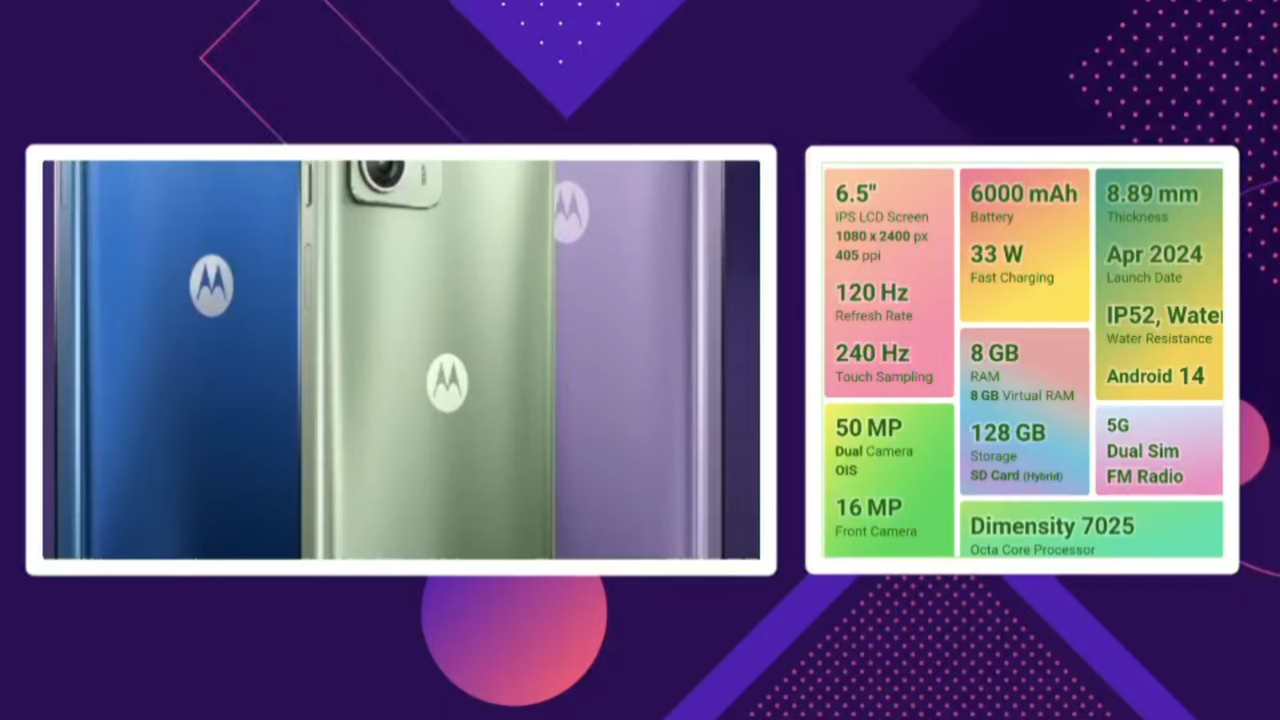 6.5"
IPS LCD Screen
1080 x 2400 px
405 ppi
120 Hz
Refresh Rate
240 Hz
Touch Sampling
50 MP
Dual Camera
OIS
16 MP
Front Camera
6000 mAh
Battery
33 W
Fast Charging
8 GB
RAM
8 GB Virtual RAM
128 GB
Storage
SD Card (Hybrid)
8.89 mm
Thickness
Apr 2024
Launch Date
IP52, Water
Water Resistance
Android 14
5G
Dual Sim
FM Radio
Dimensity 7025
Octa Core Processor